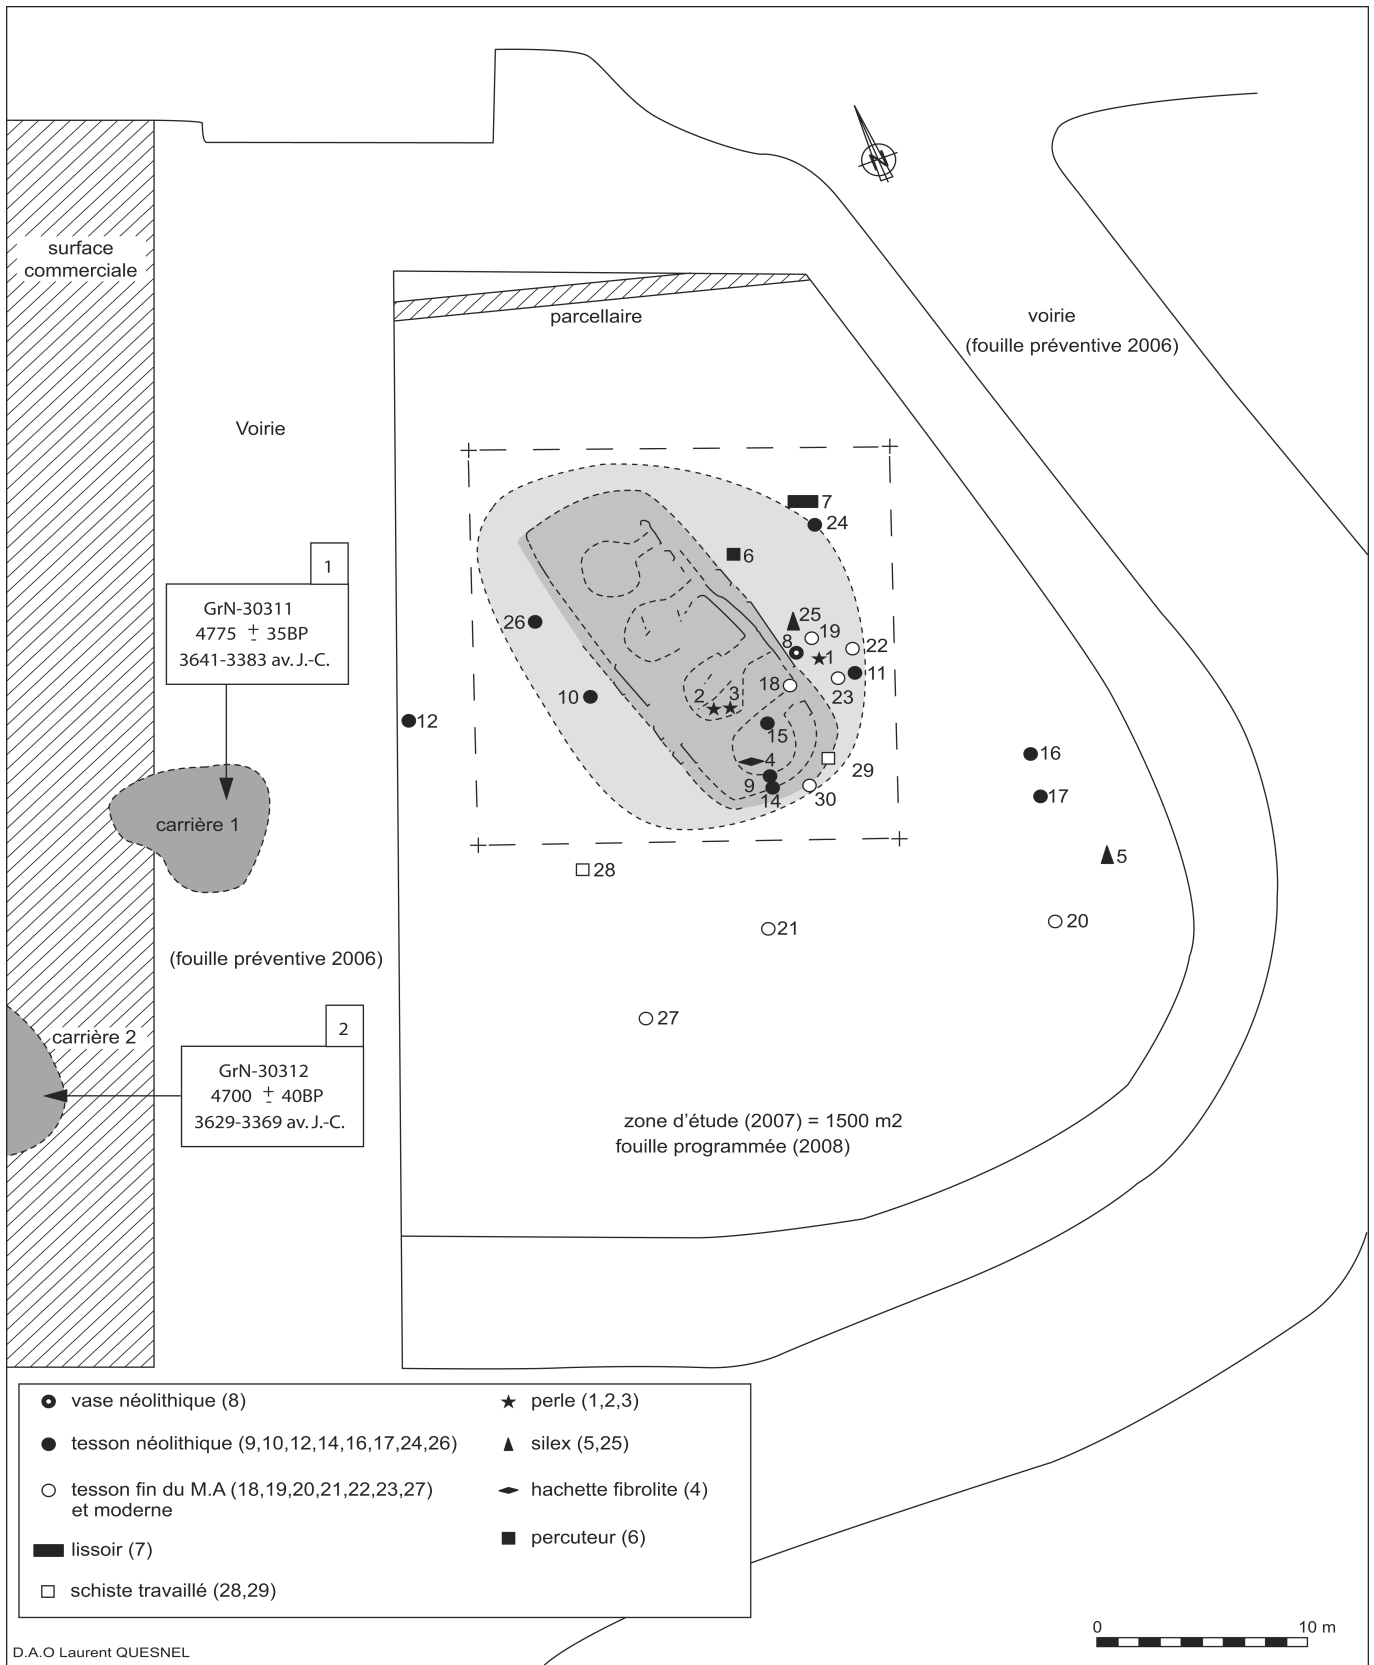 N
surface
commerciale
parcellaire
voirie
(fouille préventive 2006)
Voirie
7
24
6
1
GrN-30311
4775 ± 35BP
3641-3383 av. J.-C.
25
19
8
1
22
26
11
18
23
10
2
3
12
15
16
4
29
9
14
30
17
carrière 1
5
28
20
21
(fouille préventive 2006)
27
carrière 2
2
GrN-30312
4700 ± 40BP
3629-3369 av. J.-C.
zone d’étude (2007) = 1500 m2
fouille programmée (2008)
vase néolithique (8)
tesson néolithique (9,10,12,14,16,17,24,26)
tesson fin du M.A (18,19,20,21,22,23,27)
et moderne
lissoir (7)
schiste travaillé (28,29)
perle (1,2,3)
silex (5,25)
hachette fibrolite (4)
percuteur (6)
0 10 m
D.A.O Laurent QUESNEL